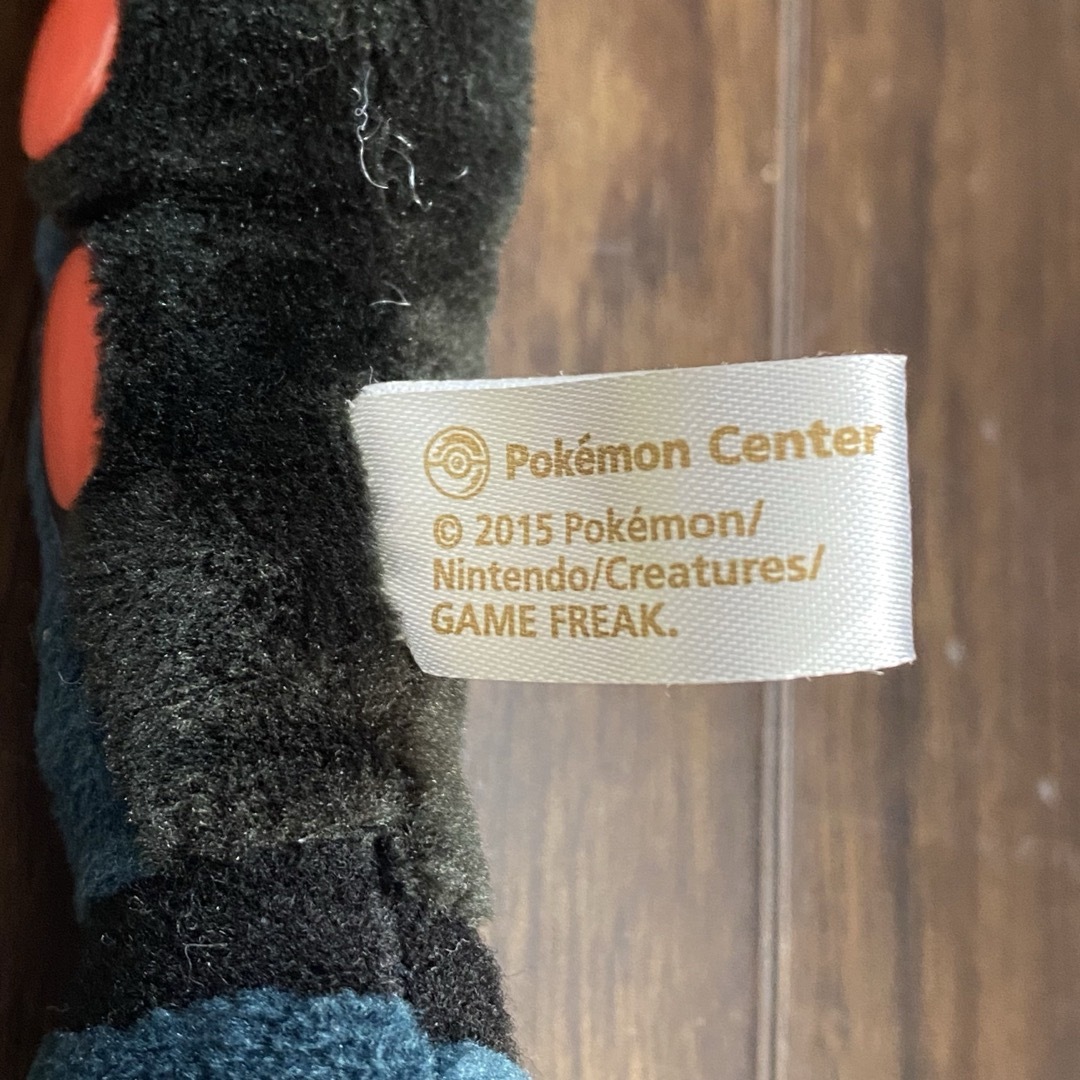 Pokémon Center
© 2015 Pokémon/
Nintendo/Creatures/
GAME FREAK.